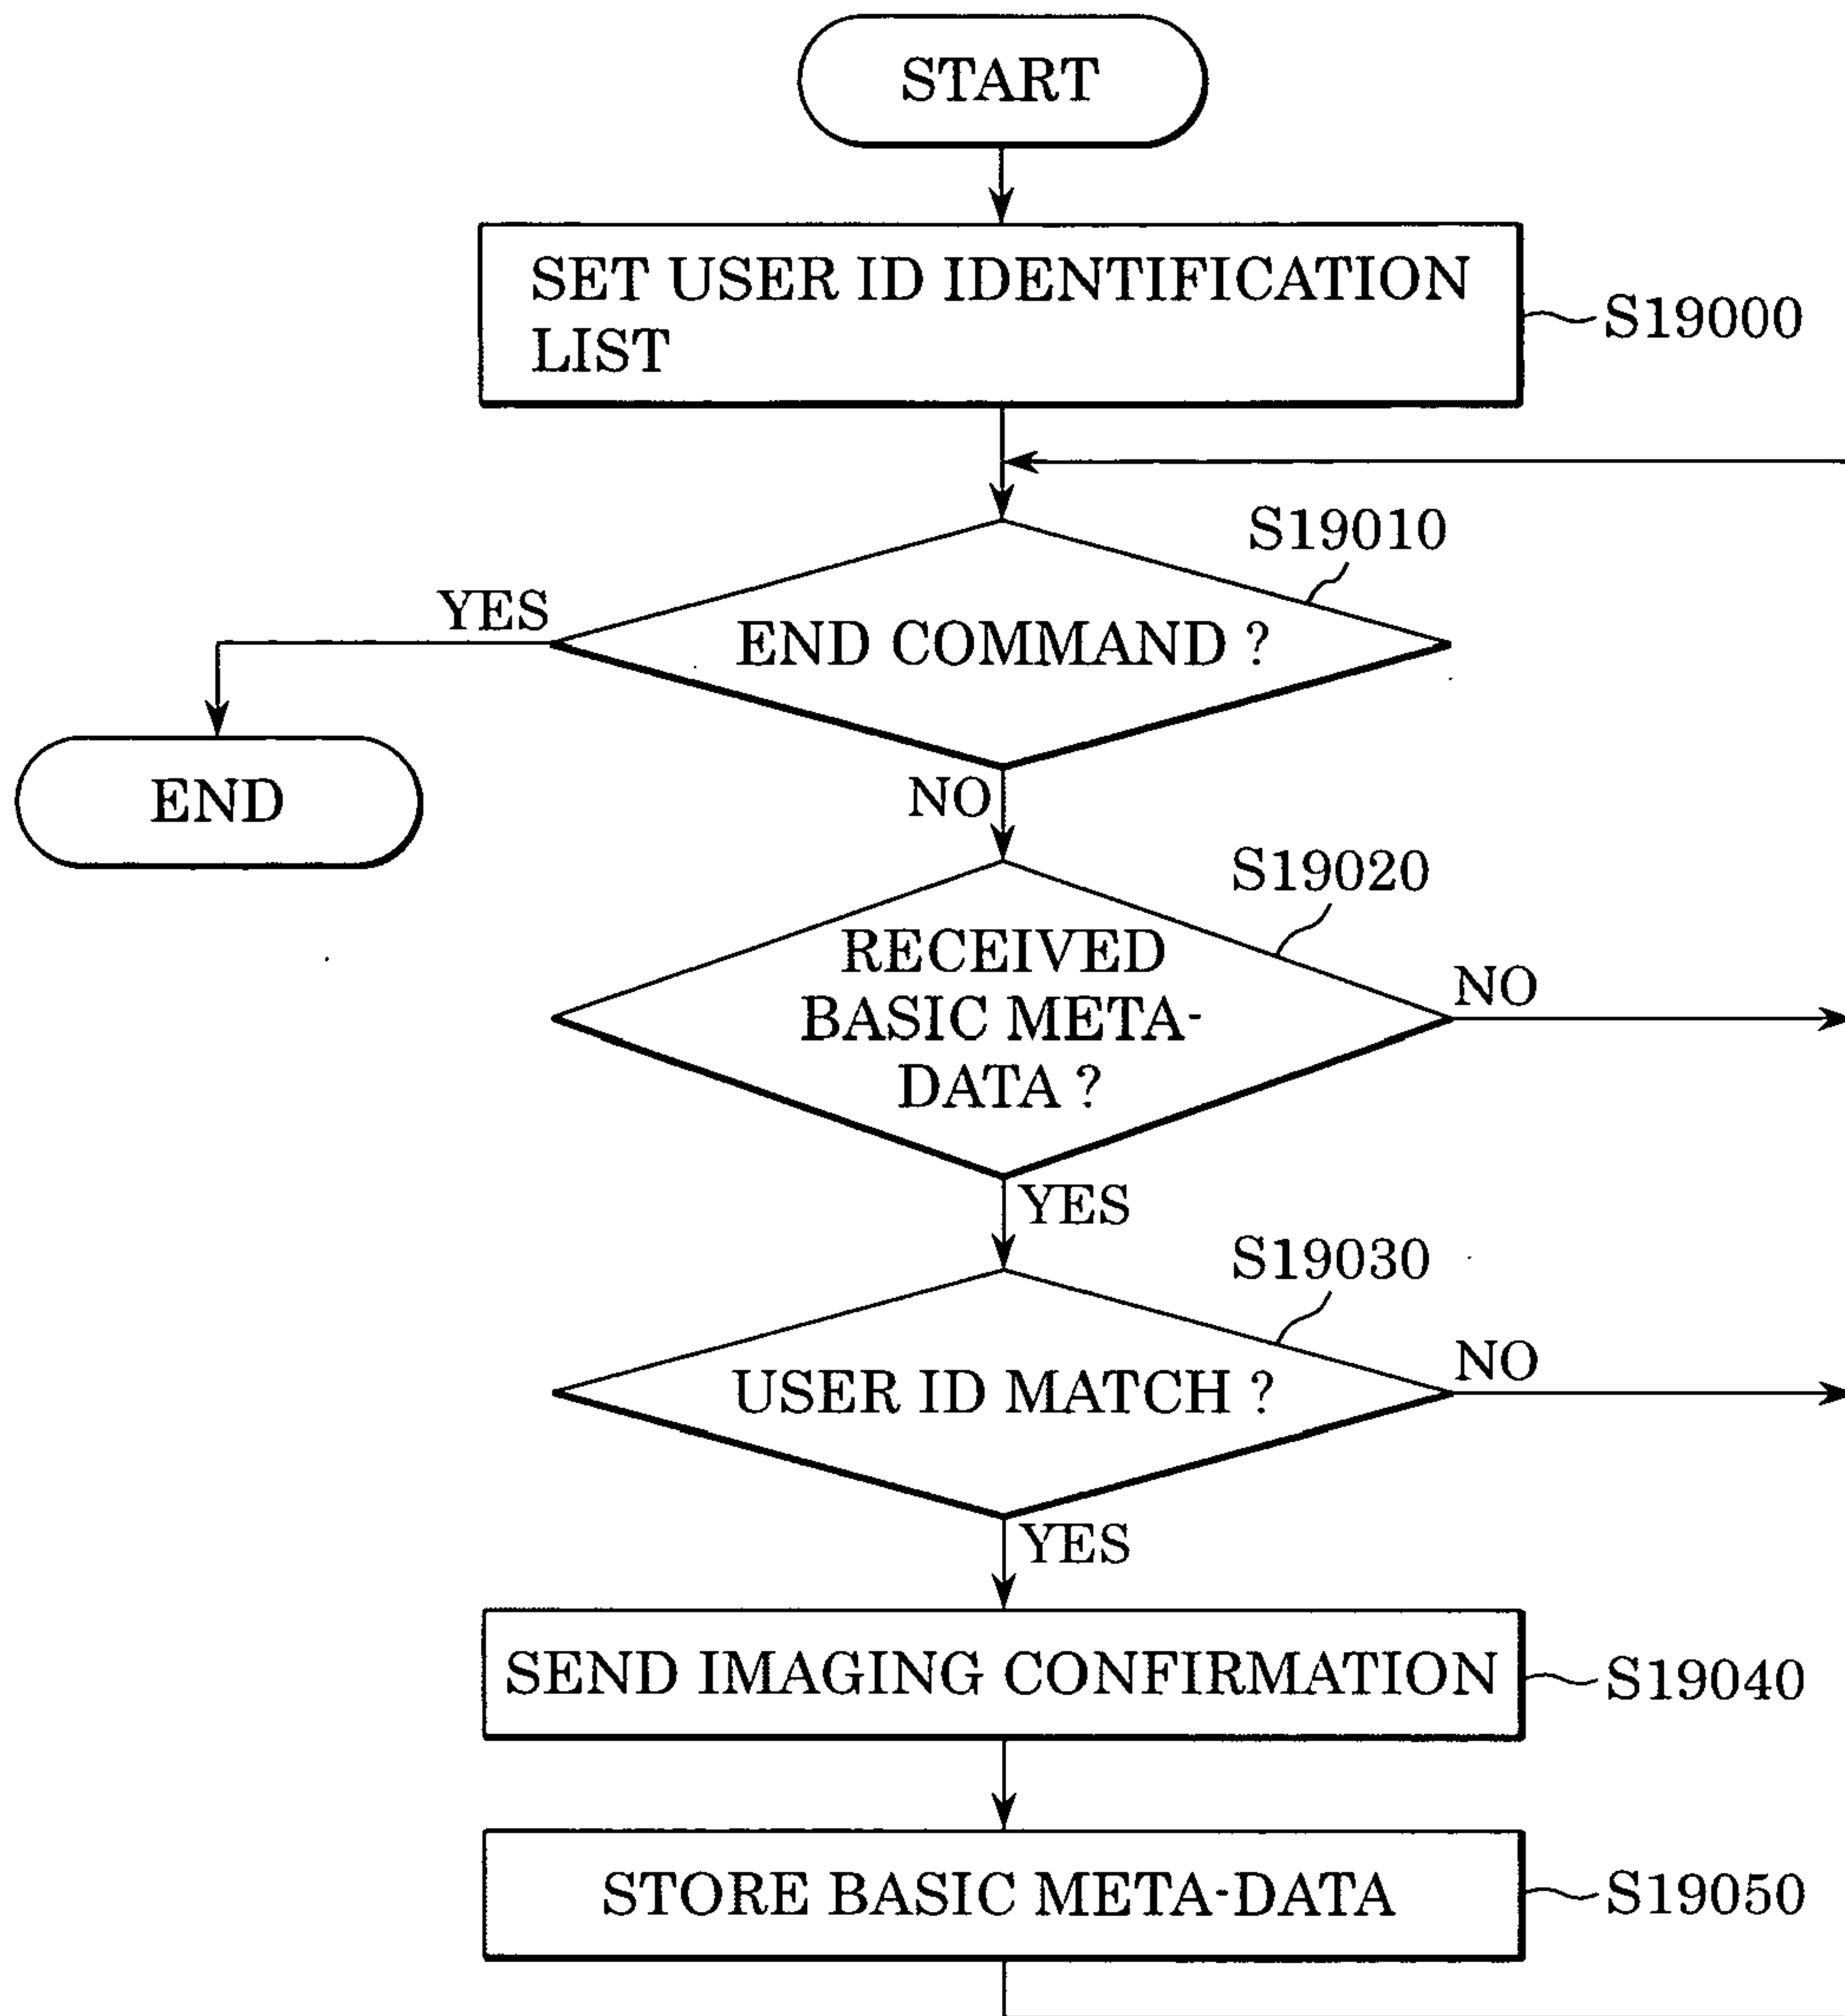 START
SET USER ID IDENTIFICATION
LIST
S19000
S19010
YES
END COMMAND ?
END
NO
S19020
RECEIVED
BASIC META-
DATA ?
NO
YES
S19030
USER ID MATCH ?
NO
YES
SEND IMAGING CONFIRMATION
S19040
STORE BASIC META-DATA
S19050